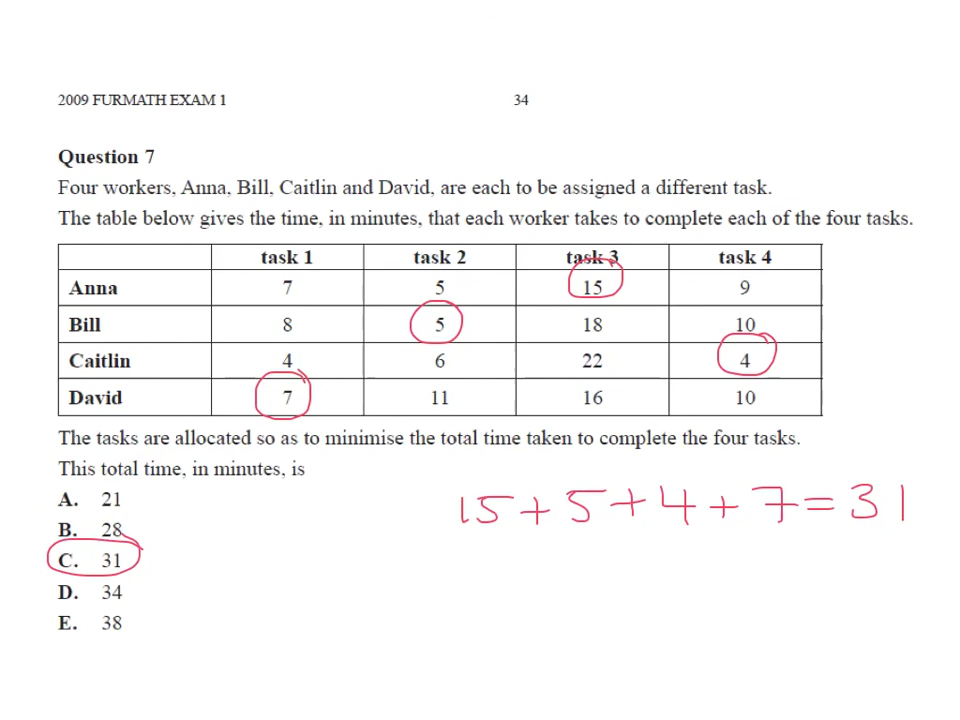 2009 FURMATH EXAM 1 34
Question 7
Four workers, Anna, Bill, Caitlin and David, are each to be assigned a different task.
The table below gives the time, in minutes, that each worker takes to complete each of the four tasks.
task 1 task 2 task 3 task 4
Anna 7 5 15 9
Bill 8 5 18 10
Caitlin 4 6 22 4
David 7 11 16 10
The tasks are allocated so as to minimise the total time taken to complete the four tasks.
This total time, in minutes, is
A. 21
15+5+4+7=31
B. 28
C. 31
D. 34
E. 38